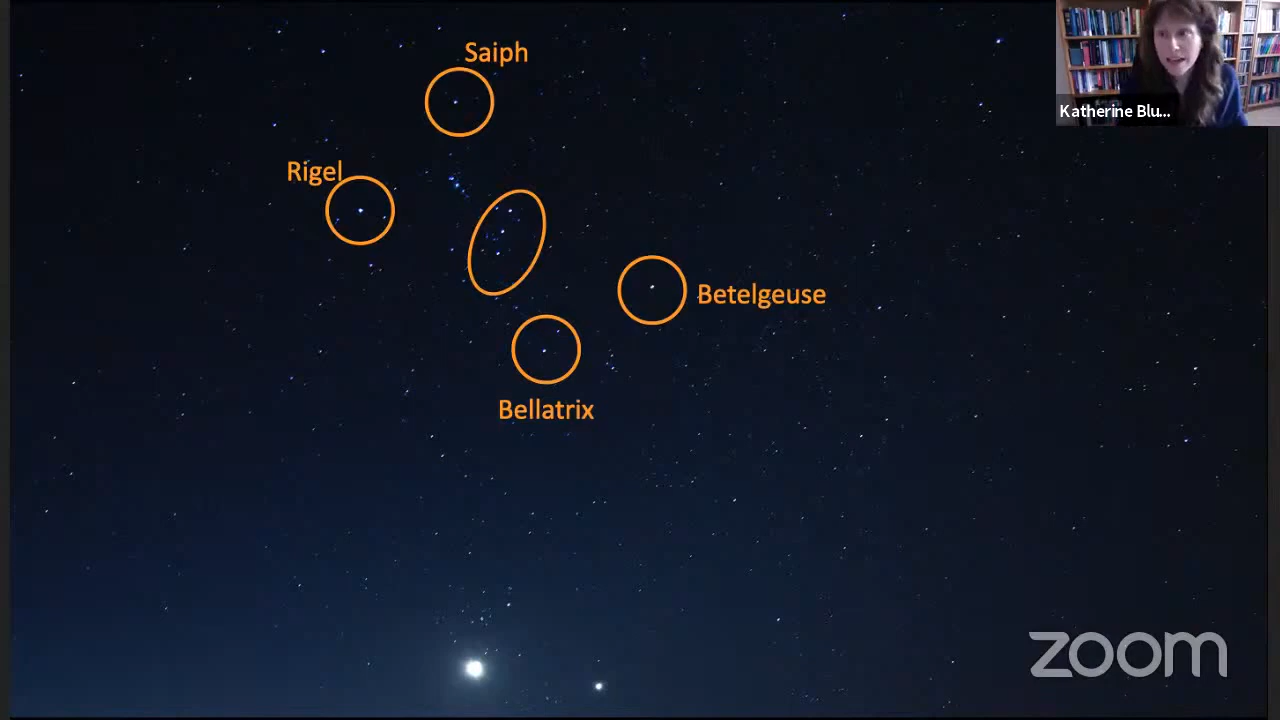 Saiph
Katherine Blu...
Rigel
Betelgeuse
Bellatrix
zoom